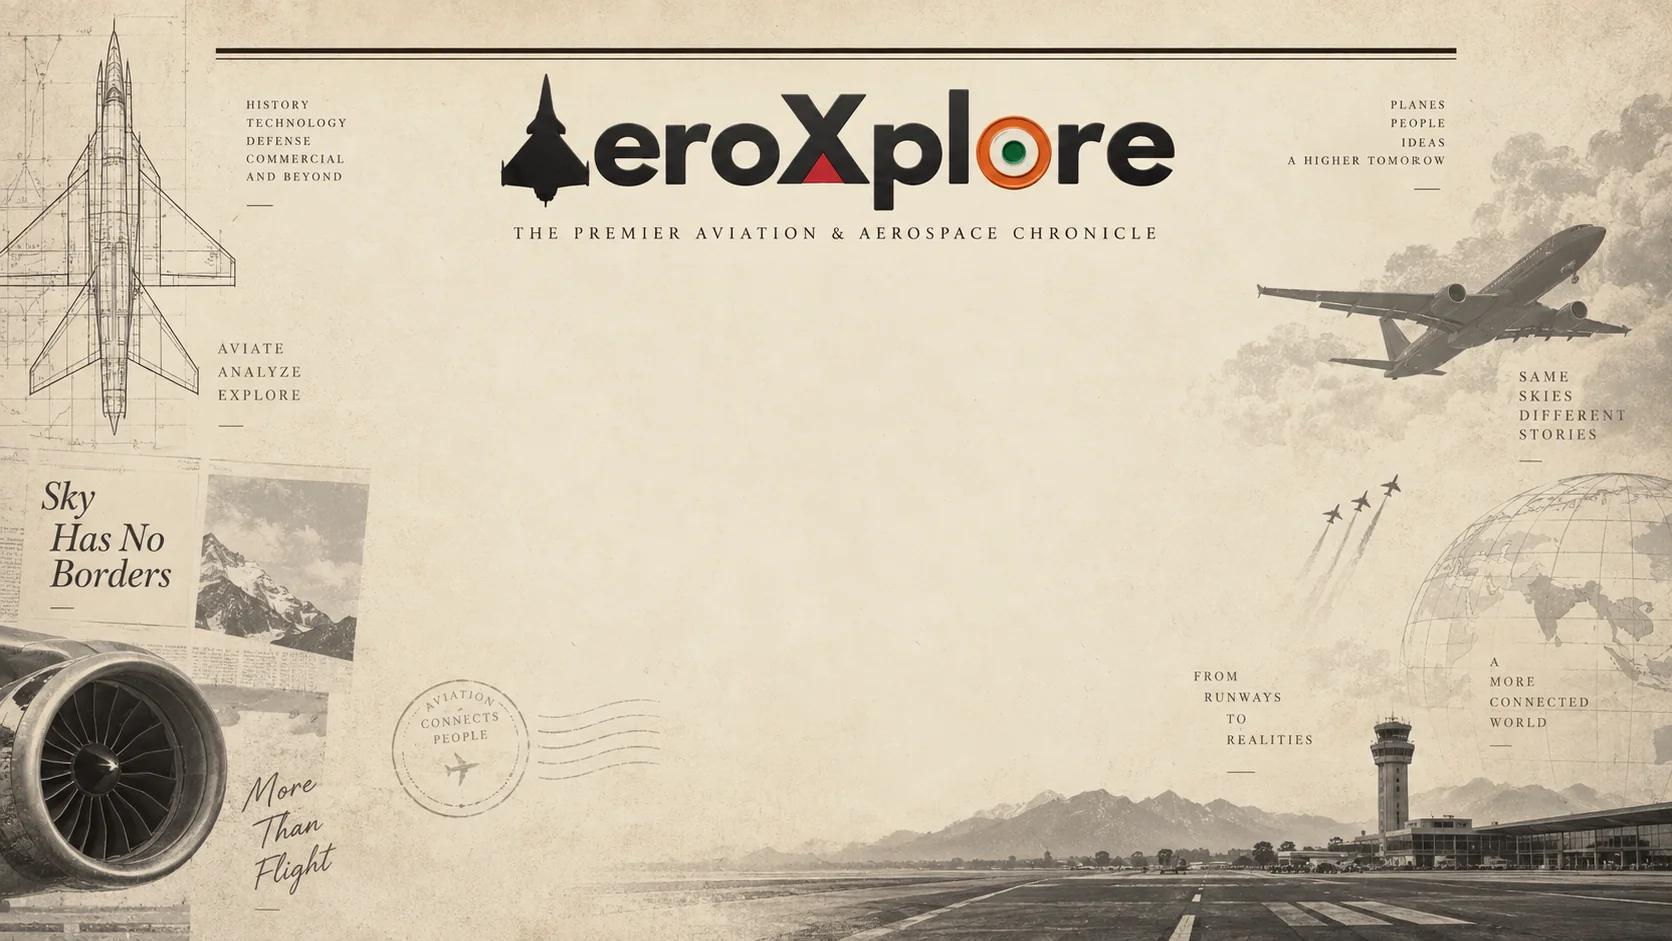 HISTORY
TECHNOLOGY
DEFENSE
COMMERCIAL
AND BEYOND
AeroXplore
THE PREMIER AVIATION & AEROSPACE CHRONICLE
PLANES
PEOPLE
IDEAS
A HIGHER TOMOROW
AVIATE
ANALYZE
EXPLORE
SAME
SKIES
DIFFERENT
STORIES
Sky
Has No
Borders
AVIATION
CONNECTS
PEOPLE
More
Than
Flight
FROM
RUNWAYS
TO
REALITIES
A
MORE
CONNECTED
WORLD